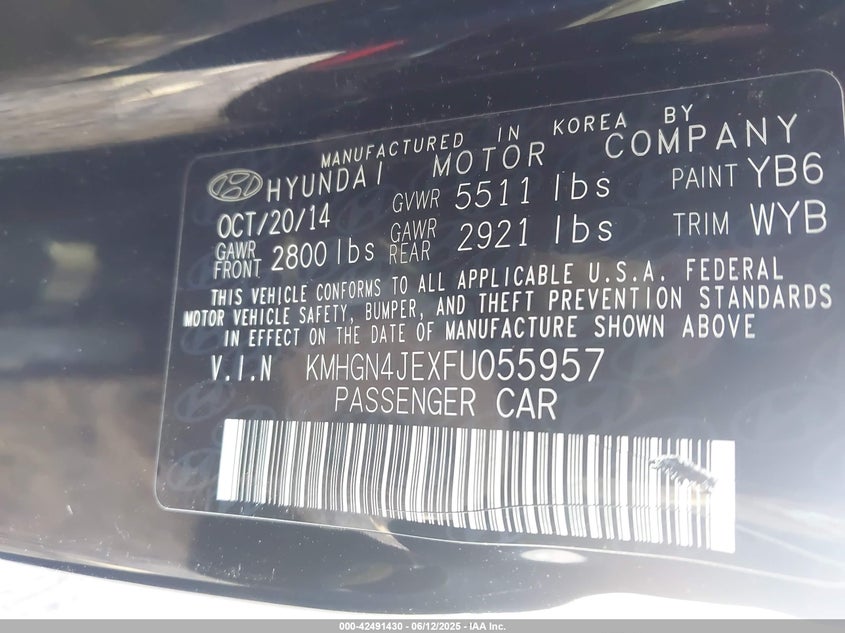 MANUFACTURED IN KOREA BY
HYUNDAI MOTOR COMPANY
OCT/20/14 GVWR 5511 lbs PAINT YB6
GAWR FRONT 2800 lbs GAWR REAR 2921 lbs TRIM WYB
THIS VEHICLE CONFORMS TO ALL APPLICABLE U.S.A. FEDERAL
MOTOR VEHICLE SAFETY, BUMPER, AND THEFT PREVENTION STANDARDS
IN EFFECT ON THE DATE OF MANUFACTURE SHOWN ABOVE
V.I.N KMHGN4JEXFU055957
PASSENGER CAR
000-42491430 - 06/12/2025 - IAA Inc.